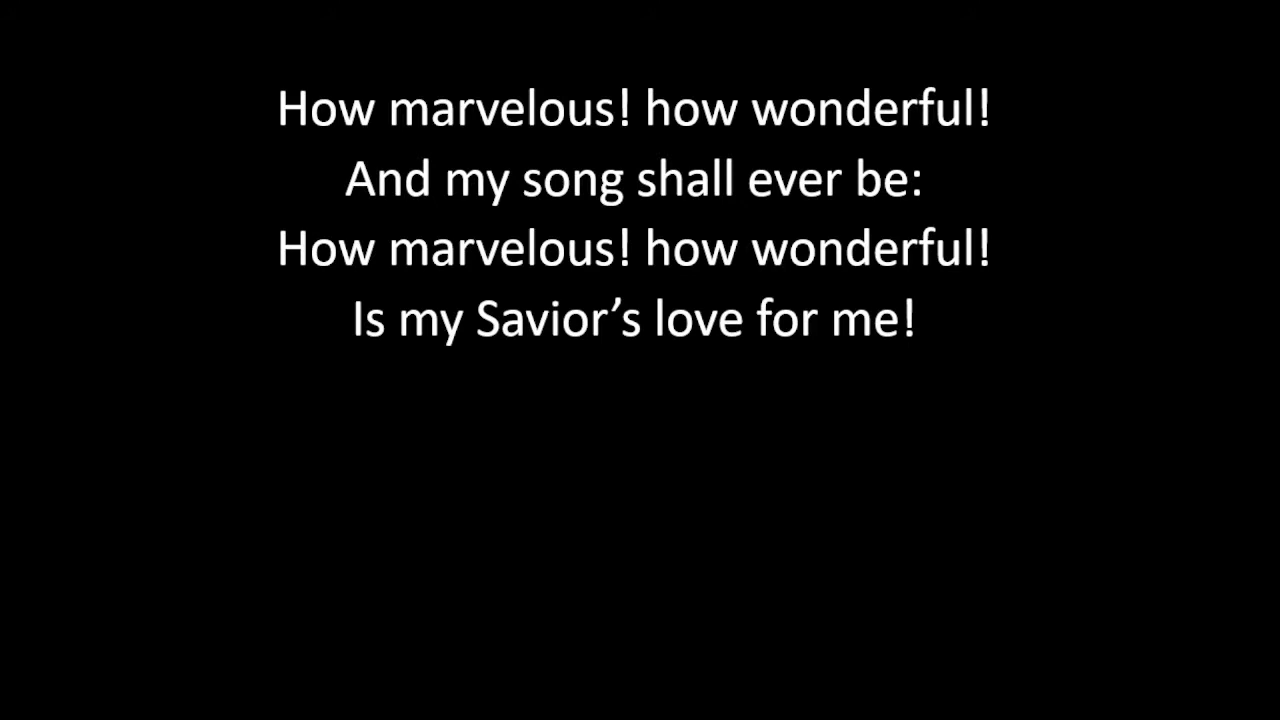 How marvelous! how wonderful!
And my song shall ever be:
How marvelous! how wonderful!
Is my Savior’s love for me!